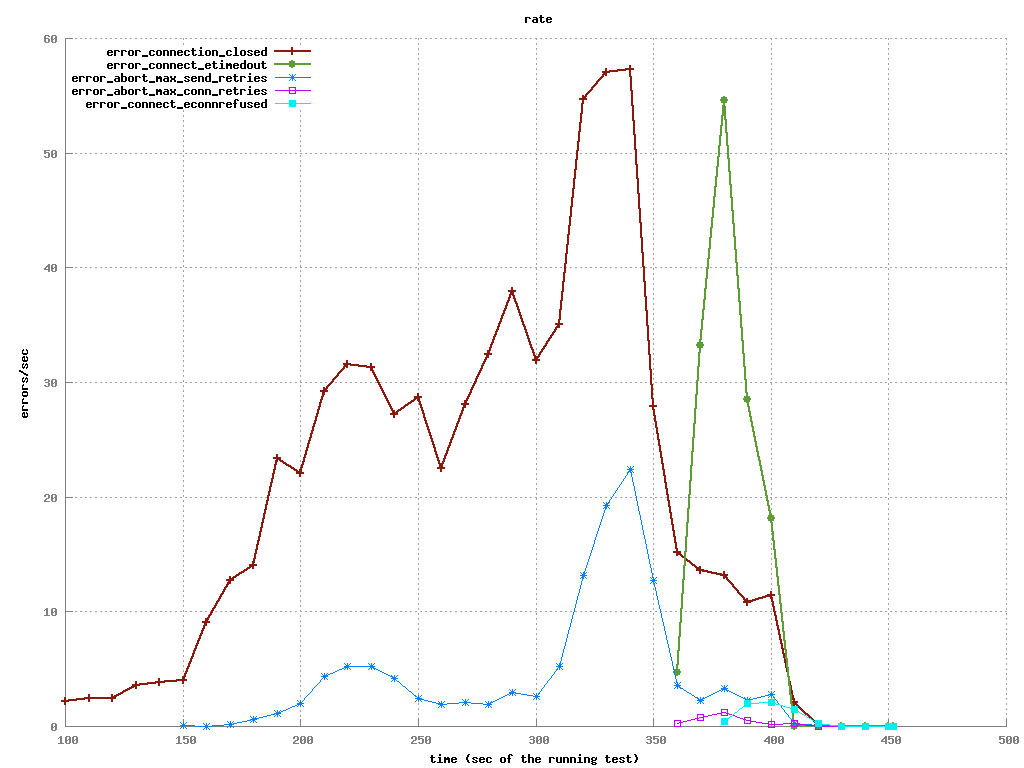 rate
60
error_connection_closed
error_connect_etimedout
error_abort_max_send_retries
error_abort_max_conn_retries
error_connect_econnrefused
50
40
30
20
10
0
errors/sec
100 150 200 250 300 350 400 450 500
time (sec of the running test)